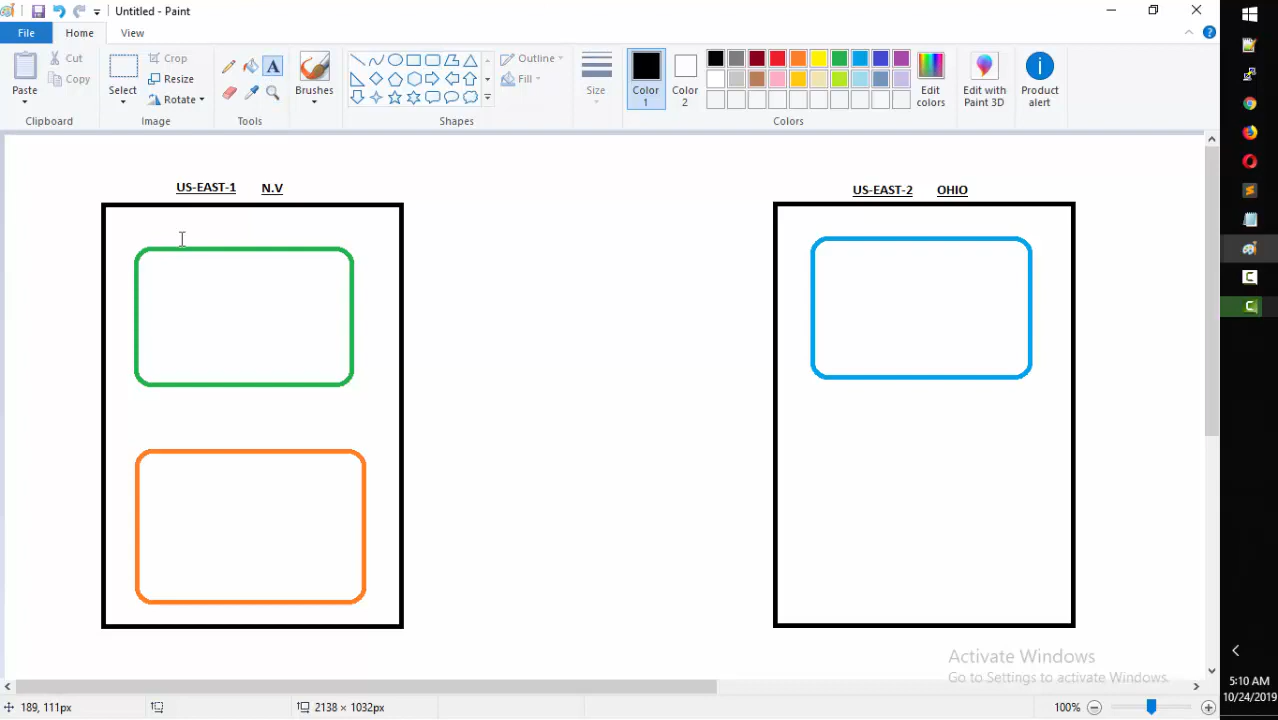 Untitled - Paint
File
Home
View
Paste
Cut
Copy
Clipboard
Select
Crop
Resize
Rotate
Image
A
Tools
Brushes
Outline
Fill
Shapes
Size
Color 1
Color 2
Edit colors
Colors
Edit with Paint 3D
Product alert
US-EAST-1 N.V
US-EAST-2 OHIO
Activate Windows
Go to Settings to activate Windows.
189, 111px
2138 × 1032px
100%
5:10 AM
10/24/2019